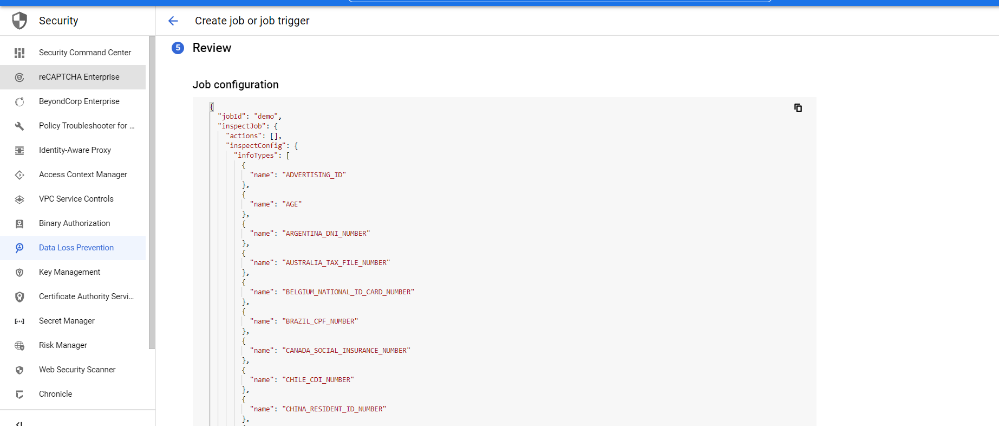 Security
Create job or job trigger
Security Command Center
reCAPTCHA Enterprise
BeyondCorp Enterprise
Policy Troubleshooter for ...
Identity-Aware Proxy
Access Context Manager
VPC Service Controls
Binary Authorization
Data Loss Prevention
Key Management
Certificate Authority Servi...
Secret Manager
Risk Manager
Web Security Scanner
Chronicle
5 Review
Job configuration
{
"jobId": "demo",
"inspectJob": {
"actions": [],
"inspectConfig": {
"infoTypes": [
{
"name": "ADVERTISING_ID"
},
{
"name": "AGE"
},
{
"name": "ARGENTINA_DNI_NUMBER"
},
{
"name": "AUSTRALIA_TAX_FILE_NUMBER"
},
{
"name": "BELGIUM_NATIONAL_ID_CARD_NUMBER"
},
{
"name": "BRAZIL_CPF_NUMBER"
},
{
"name": "CANADA_SOCIAL_INSURANCE_NUMBER"
},
{
"name": "CHILE_CDI_NUMBER"
},
{
"name": "CHINA_RESIDENT_ID_NUMBER"
},